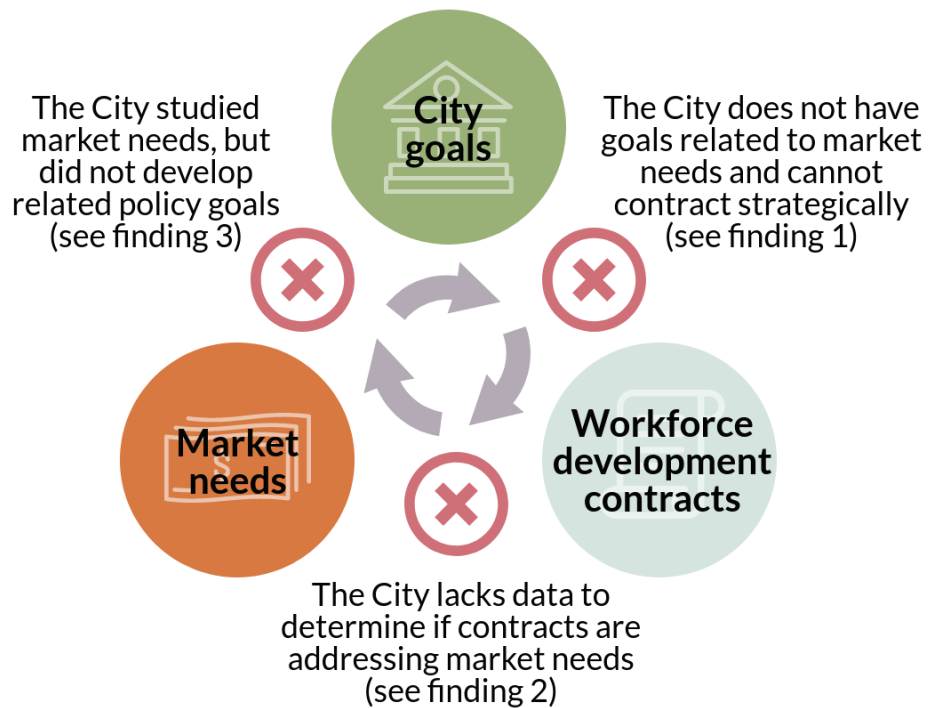 City
goals
The City studied
market needs, but
did not develop
related policy goals
(see finding 3)
The City does not have
goals related to market
needs and cannot
contract strategically
(see finding 1)
Market
needs
Workforce
development
contracts
The City lacks data to
determine if contracts are
addressing market needs
(see finding 2)